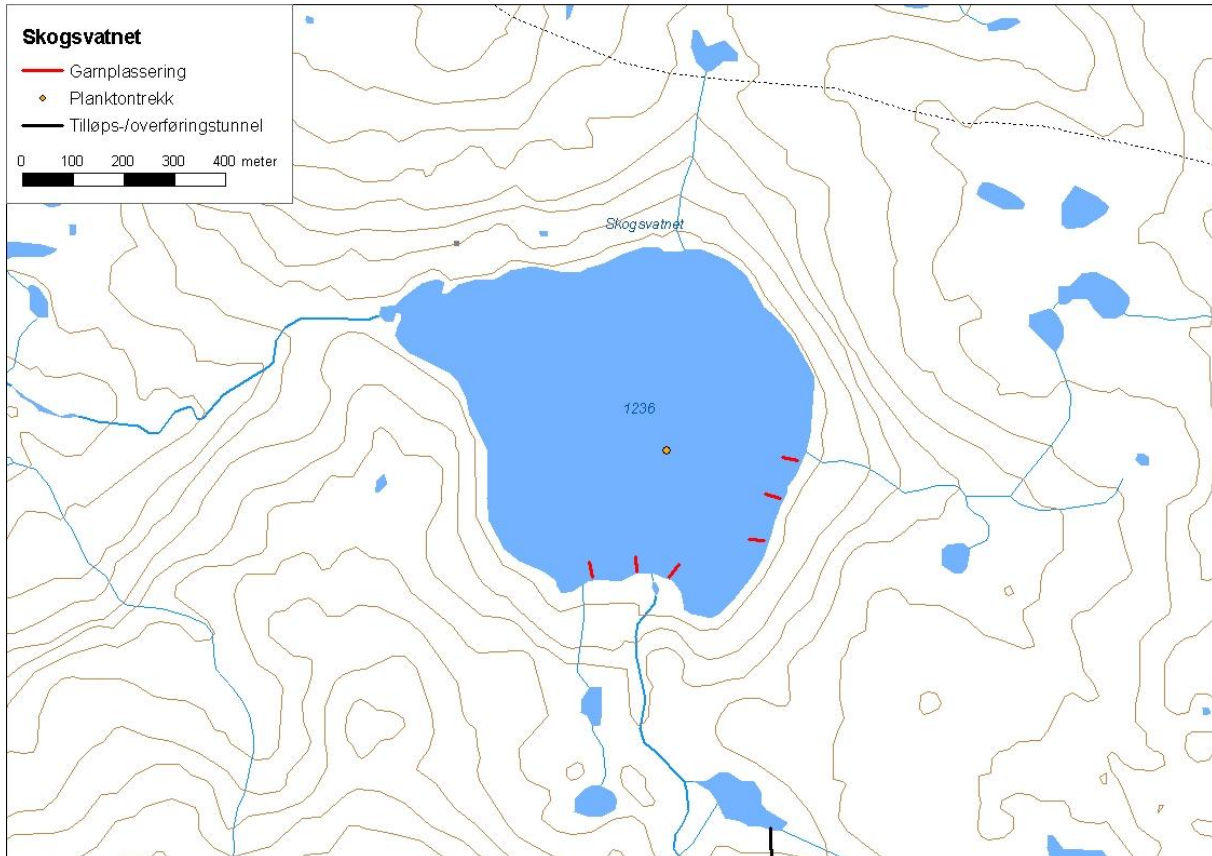 Skogsvatnet
Garnplassering
Planktontrekk
Tilløps-/overføringstunnel
0 100 200 300 400 meter
Skogsvatnet
1236